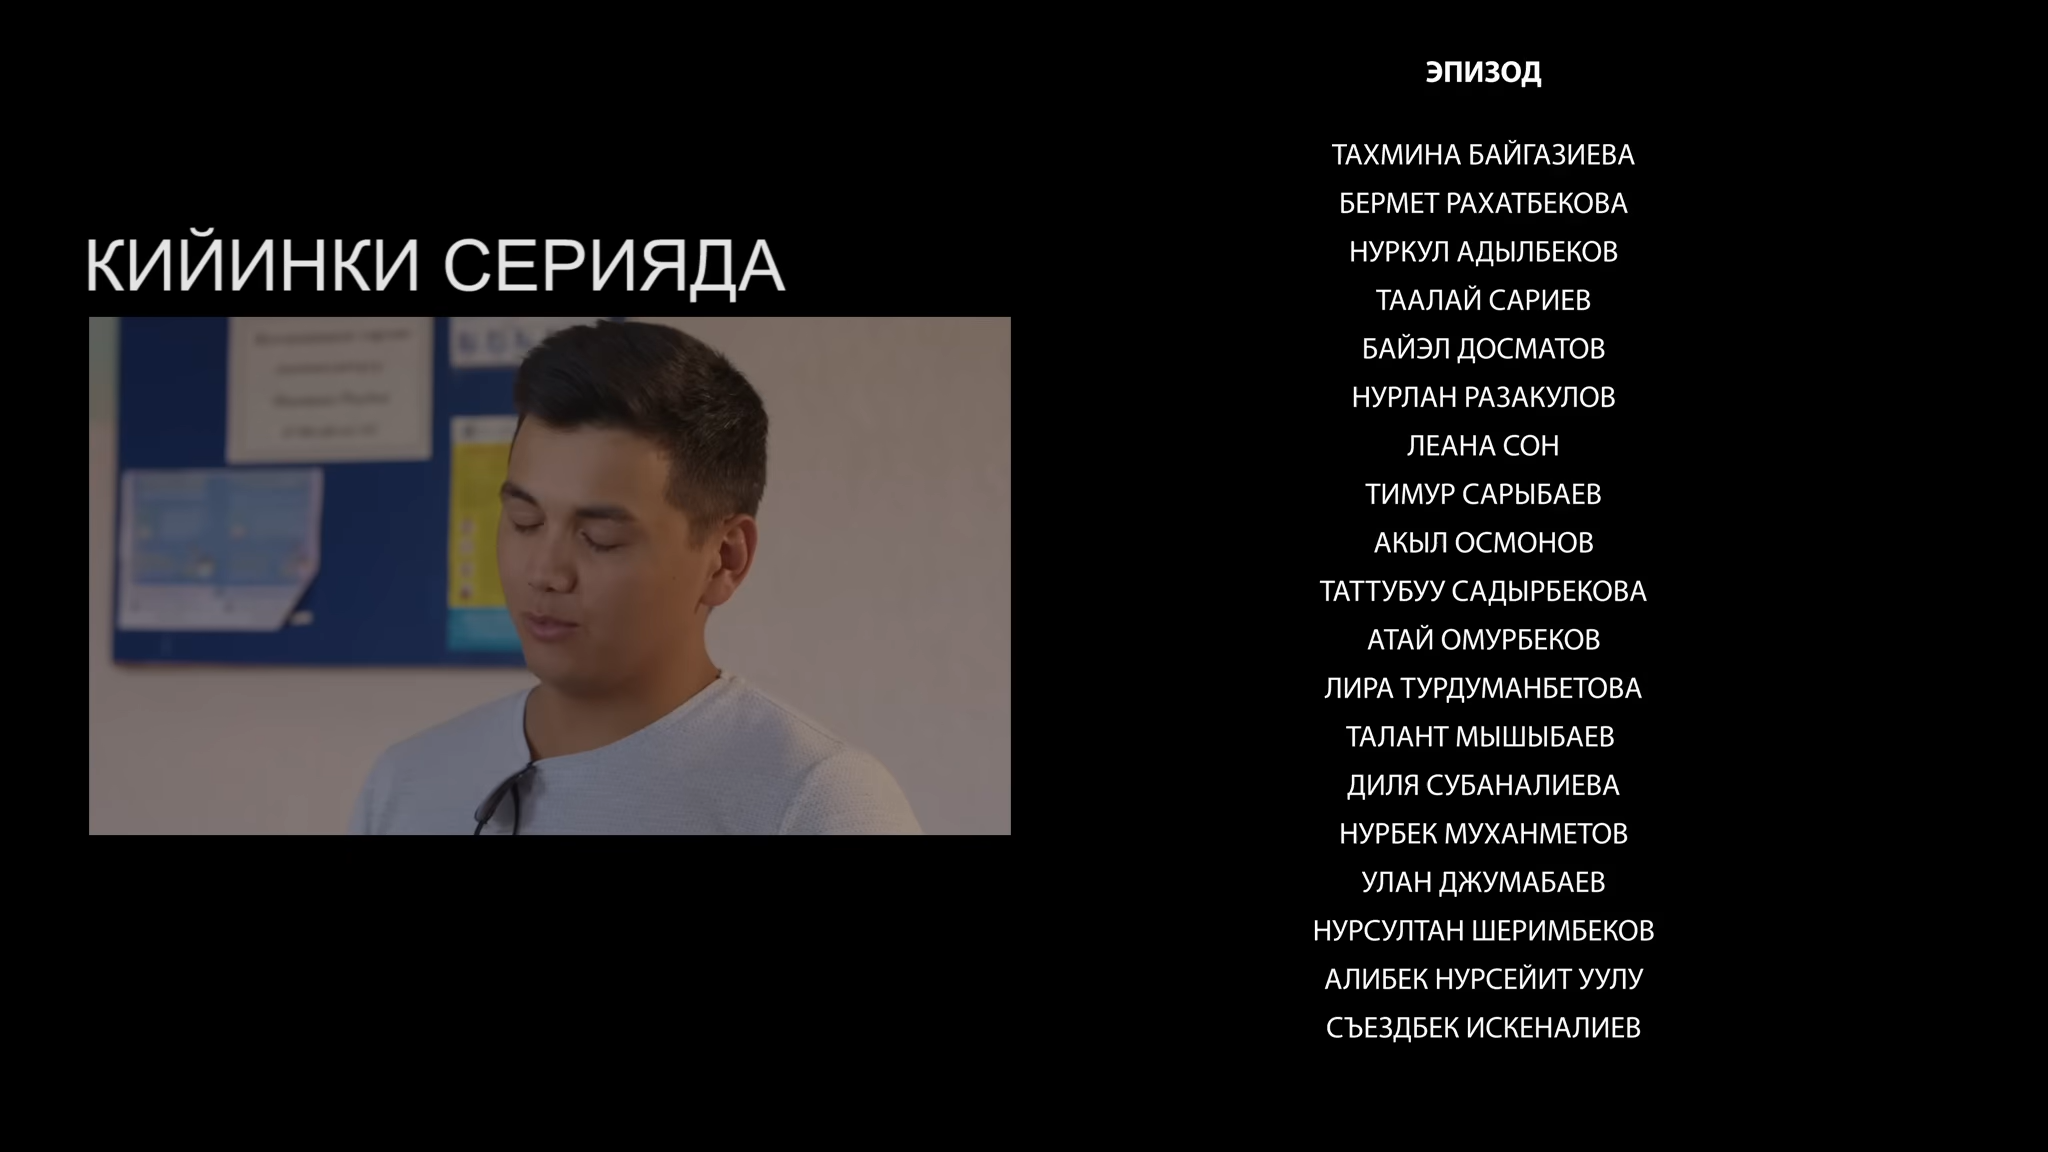 КИЙИНКИ СЕРИЯДА
ЭПИЗОД
ТАХМИНА БАЙГАЗИЕВА
БЕРМЕТ РАХАТБЕКОВА
НУРКУЛ АДЫЛБЕКОВ
ТААЛАЙ САРИЕВ
БАЙЭЛ ДОСМАТОВ
НУРЛАН РАЗАКУЛОВ
ЛЕАНА СОН
ТИМУР САРЫБАЕВ
АКЫЛ ОСМОНОВ
ТАТТУБУУ САДЫРБЕКОВА
АТАЙ ОМУРБЕКОВ
ЛИРА ТУРДУМАНБЕТОВА
ТАЛАНТ МЫШЫБАЕВ
ДИЛЯ СУБАНАЛИЕВА
НУРБЕК МУХАНМЕТОВ
УЛАН ДЖУМАБАЕВ
НУРСУЛТАН ШЕРИМБЕКОВ
АЛИБЕК НУРСЕЙИТ УУЛУ
СЪЕЗДБЕК ИСКЕНАЛИЕВ